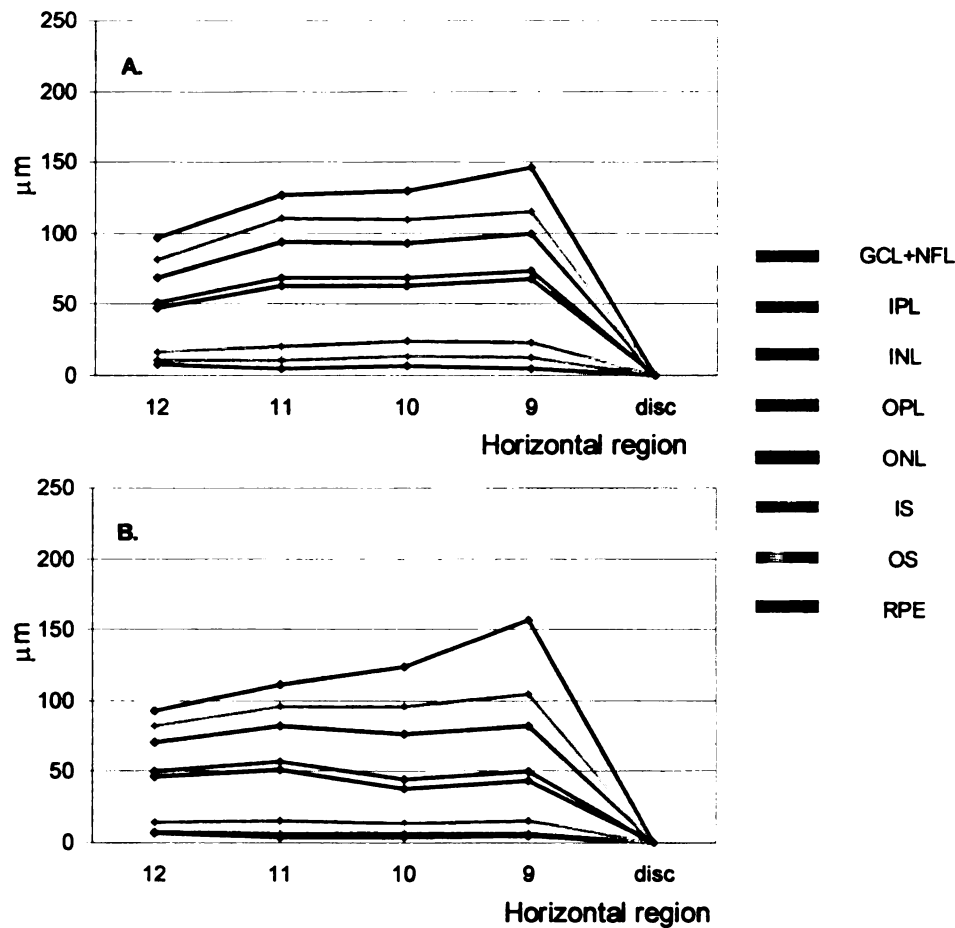 250
A.
200
150
μm
100
50
0
12 11 10 9 disc
Horizontal region
250
B.
200
150
μm
100
50
0
12 11 10 9 disc
Horizontal region
GCL+NFL
IPL
INL
OPL
ONL
IS
OS
RPE